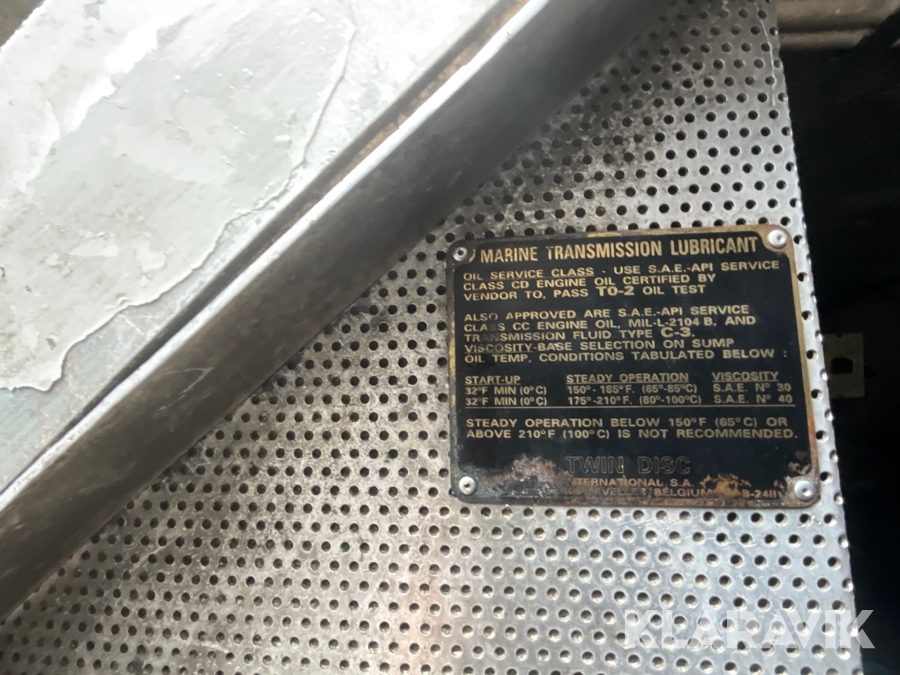 MARINE TRANSMISSION LUBRICANT
OIL SERVICE CLASS - USE S.A.E.-API SERVICE
CLASS CD ENGINE OIL CERTIFIED BY
VENDOR TO, PASS TO-2 OIL TEST
ALSO APPROVED ARE S.A.E.-API SERVICE
CLASS CC ENGINE OIL, MIL-L-2104 B, AND
TRANSMISSION FLUID TYPE C-3.
VISCOSITY-BASE SELECTION ON SUMP
OIL TEMP, CONDITIONS TABULATED BELOW :
START-UP STEADY OPERATION VISCOSITY
32°F MIN (0°C) 150°-185°F. (65°-85°C) S.A.E. N° 30
32°F MIN (0°C) 175°-210°F. (80°-100°C) S.A.E. N° 40
STEADY OPERATION BELOW 150°F (65°C) OR
ABOVE 210°F (100°C) IS NOT RECOMMENDED.
TWIN DISC
INTERNATIONAL S.A.
BELGIUM
KLARAVIK